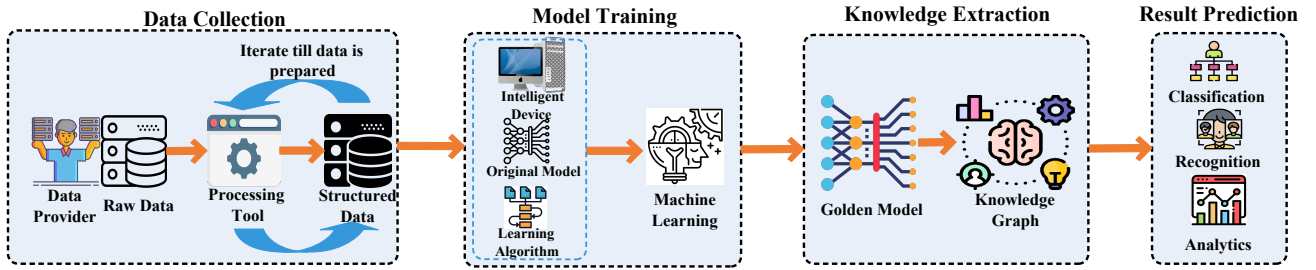 Data Collection
Iterate till data is
prepared
Data
Provider
Raw Data
Processing
Tool
Structured
Data
Model Training
Intelligent
Device
Original Model
Learning
Algorithm
Machine
Learning
Knowledge Extraction
Golden Model
Knowledge
Graph
Result Prediction
Classification
Recognition
Analytics